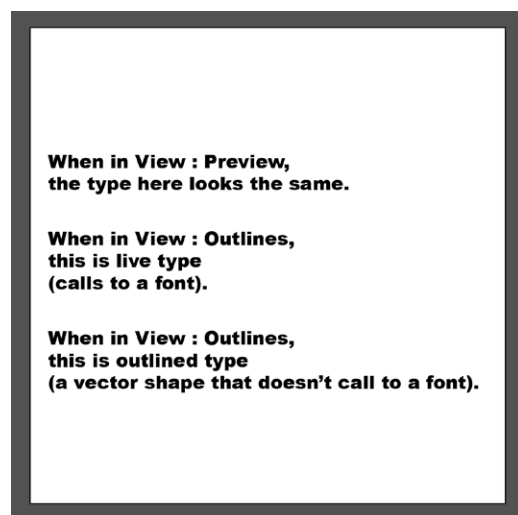 When in View : Preview,
the type here looks the same.
When in View : Outlines,
this is live type
(calls to a font).
When in View : Outlines,
this is outlined type
(a vector shape that doesn’t call to a font).